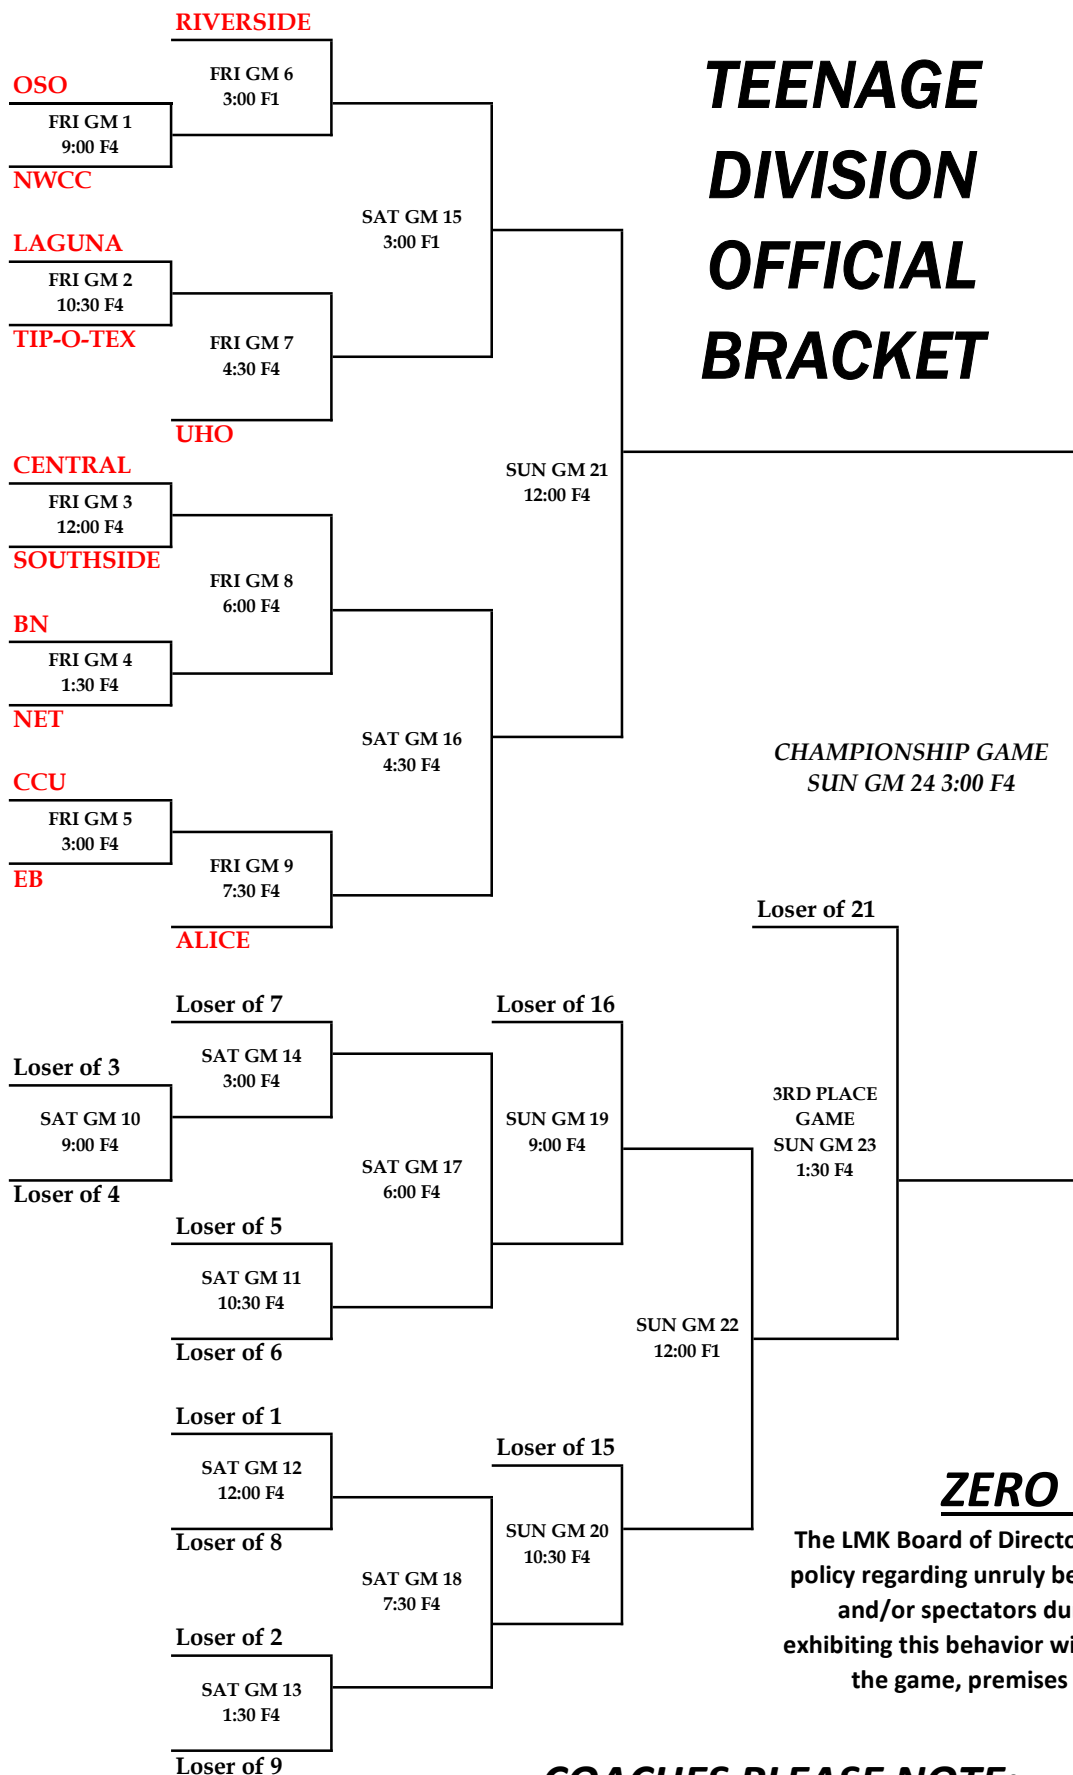 RIVERSIDE
FRI GM 6
3:00 F1
OSO
FRI GM 1
9:00 F4
NWCC
SAT GM 15
3:00 F1
LAGUNA
FRI GM 2
10:30 F4
TIP-O-TEX
FRI GM 7
4:30 F4
UHO
TEENAGE
DIVISION
OFFICIAL
BRACKET
CENTRAL
FRI GM 3
12:00 F4
SOUTHSIDE
SUN GM 21
12:00 F4
FRI GM 8
6:00 F4
BN
FRI GM 4
1:30 F4
NET
SAT GM 16
4:30 F4
CHAMPIONSHIP GAME
SUN GM 24 3:00 F4
CCU
FRI GM 5
3:00 F4
EB
FRI GM 9
7:30 F4
ALICE
Loser of 21
Loser of 7
SAT GM 14
3:00 F4
Loser of 16
Loser of 3
SAT GM 10
9:00 F4
Loser of 4
SUN GM 19
9:00 F4
3RD PLACE
GAME
SUN GM 23
1:30 F4
SAT GM 17
6:00 F4
Loser of 5
SAT GM 11
10:30 F4
Loser of 6
SUN GM 22
12:00 F1
Loser of 1
SAT GM 12
12:00 F4
Loser of 8
Loser of 15
SUN GM 20
10:30 F4
SAT GM 18
7:30 F4
Loser of 2
SAT GM 13
1:30 F4
Loser of 9
ZERO
The LMK Board of Directo
policy regarding unruly be
and/or spectators du
exhibiting this behavior wi
the game, premises
COACHES PLEASE NOTE: